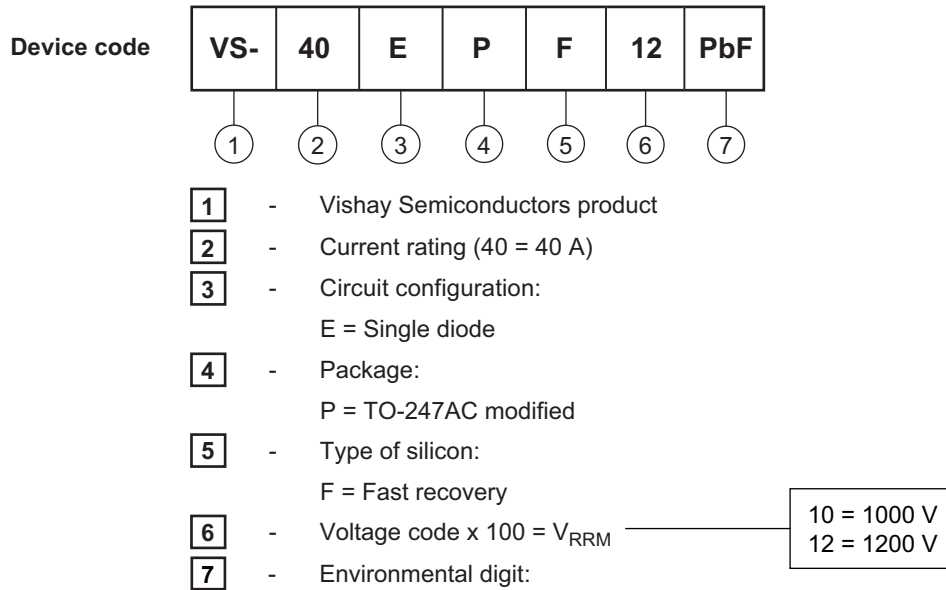 Device code VS- 40 E P F 12 PbF
1 2 3 4 5 6 7
1 - Vishay Semiconductors product
2 - Current rating (40 = 40 A)
3 - Circuit configuration:
E = Single diode
4 - Package:
P = TO-247AC modified
5 - Type of silicon:
F = Fast recovery
6 - Voltage code x 100 = VRRM
10 = 1000 V
12 = 1200 V
7 - Environmental digit: